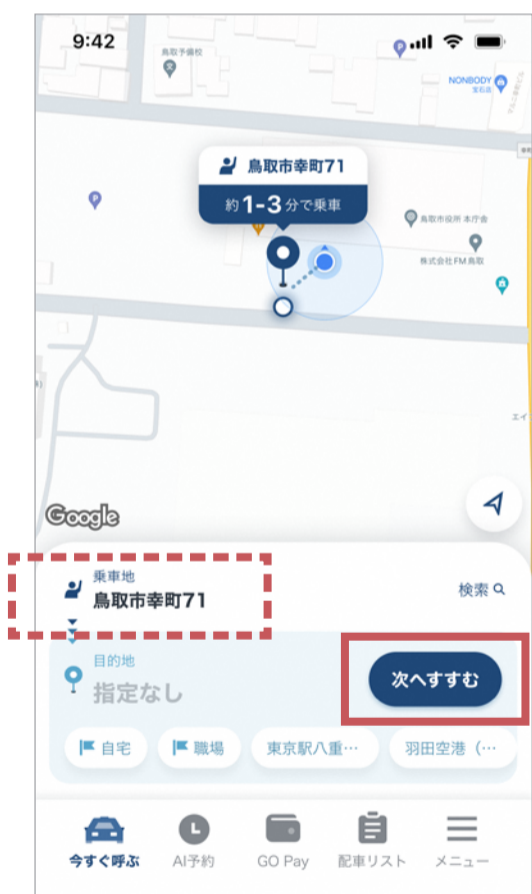 9:42
鳥取予備校
NONBODY
宝石店
鳥取市幸町71
約1-3分で乗車
鳥取市役所 本庁舎
株式会社FM鳥取
エイ
Google
乗車地
鳥取市幸町71
検索
目的地
指定なし
次へすすむ
自宅
職場
東京駅八重…
羽田空港（…
今すぐ呼ぶ
AI予約
GO Pay
配車リスト
メニュー